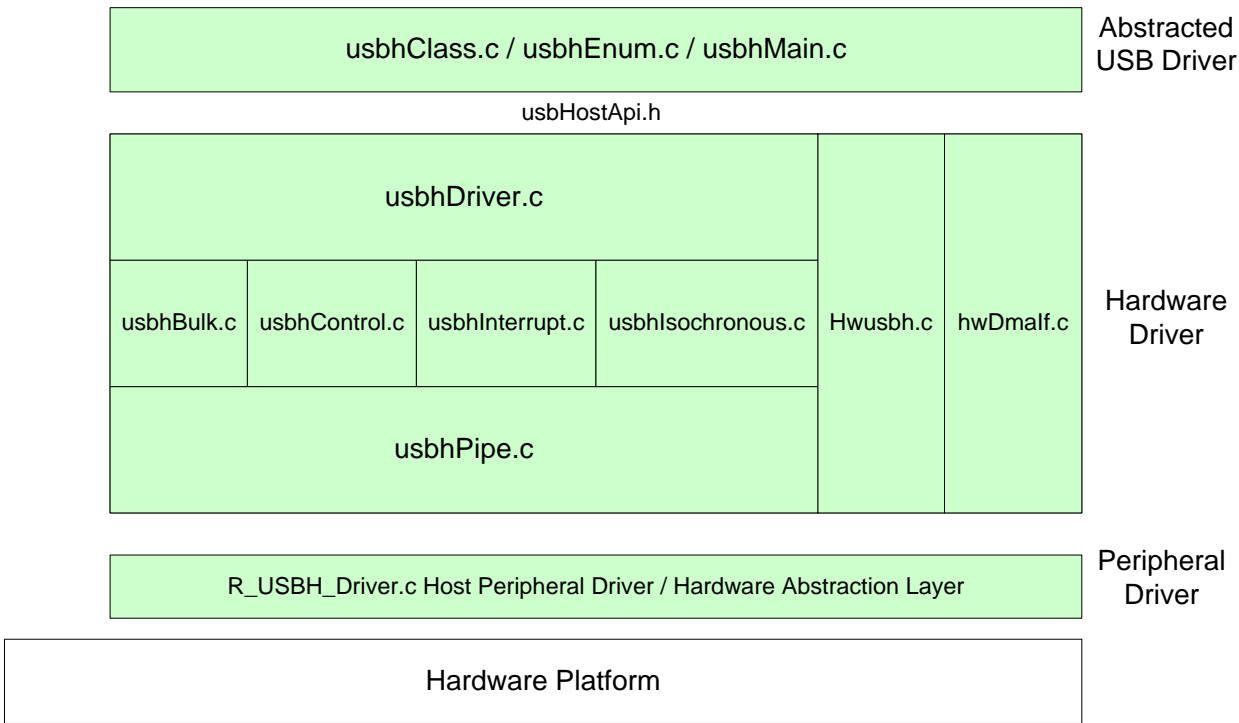 usbhClass.c / usbhEnum.c / usbhMain.c
Abstracted
USB Driver
usbHostApi.h
usbhDriver.c
usbhBulk.c
usbhControl.c
usbhInterrupt.c
usbhIsochronous.c
Hwusbh.c
hwDmaIf.c
Hardware
Driver
usbhPipe.c
R_USBH_Driver.c Host Peripheral Driver / Hardware Abstraction Layer
Peripheral
Driver
Hardware Platform